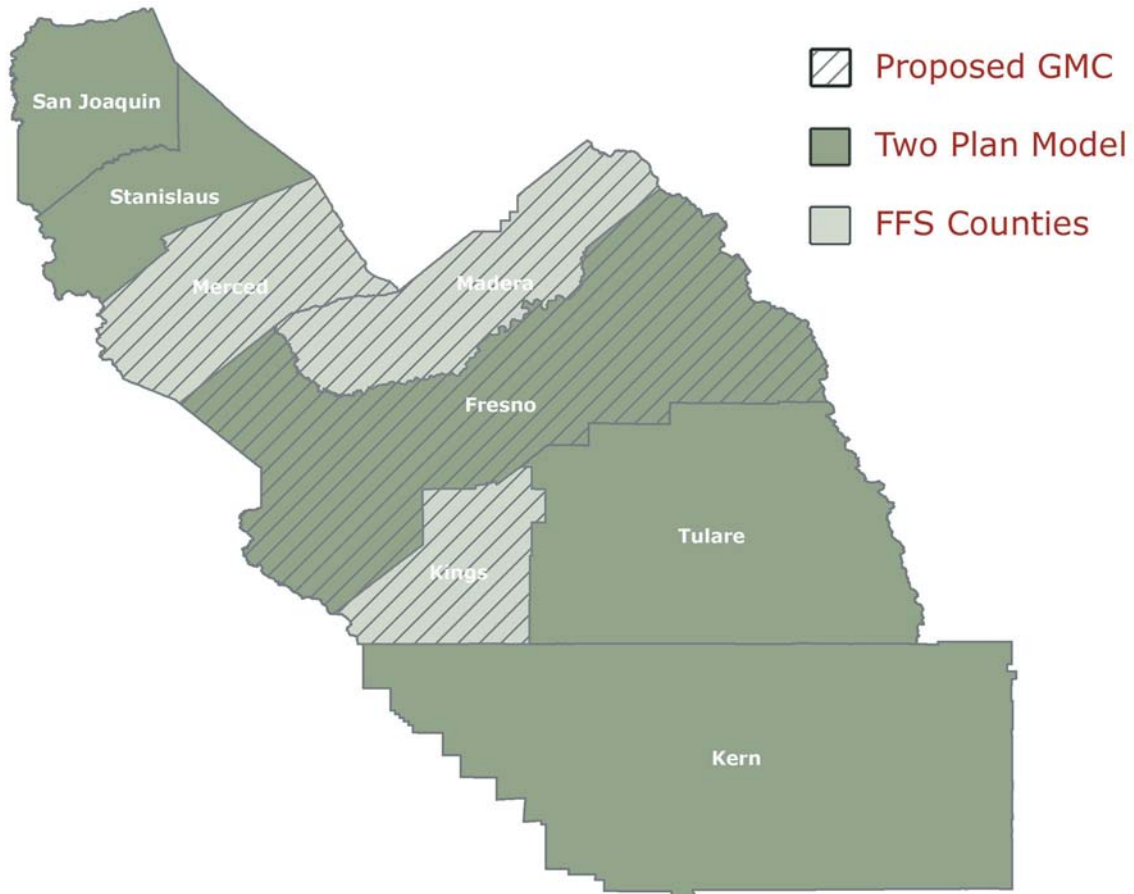 Proposed GMC
Two Plan Model
FFS Counties
San Joaquin
Stanislaus
Merced
Madera
Fresno
Kings
Tulare
Kern